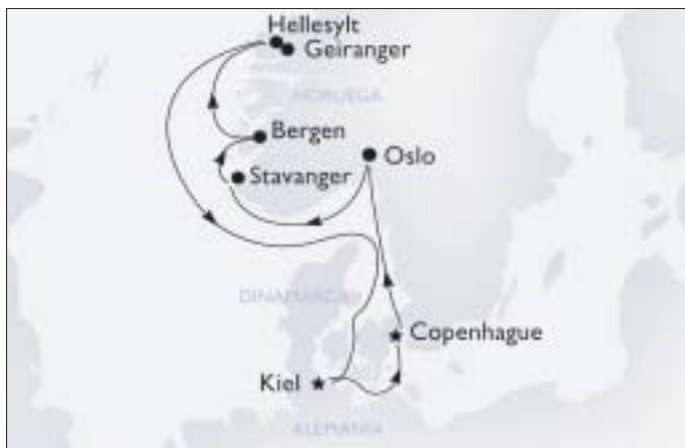 Hellesylt
Geiranger
NORUEGA
Bergen
Oslo
Stavanger
DINAMARCA
Copenhague
Kiel
ALEMANIA